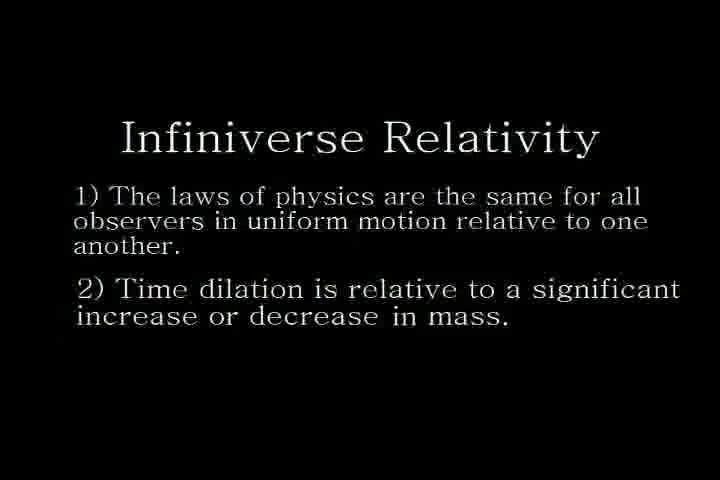 Infiniverse Relativity
1) The laws of physics are the same for all
observers in uniform motion relative to one
another.
2) Time dilation is relative to a significant
increase or decrease in mass.